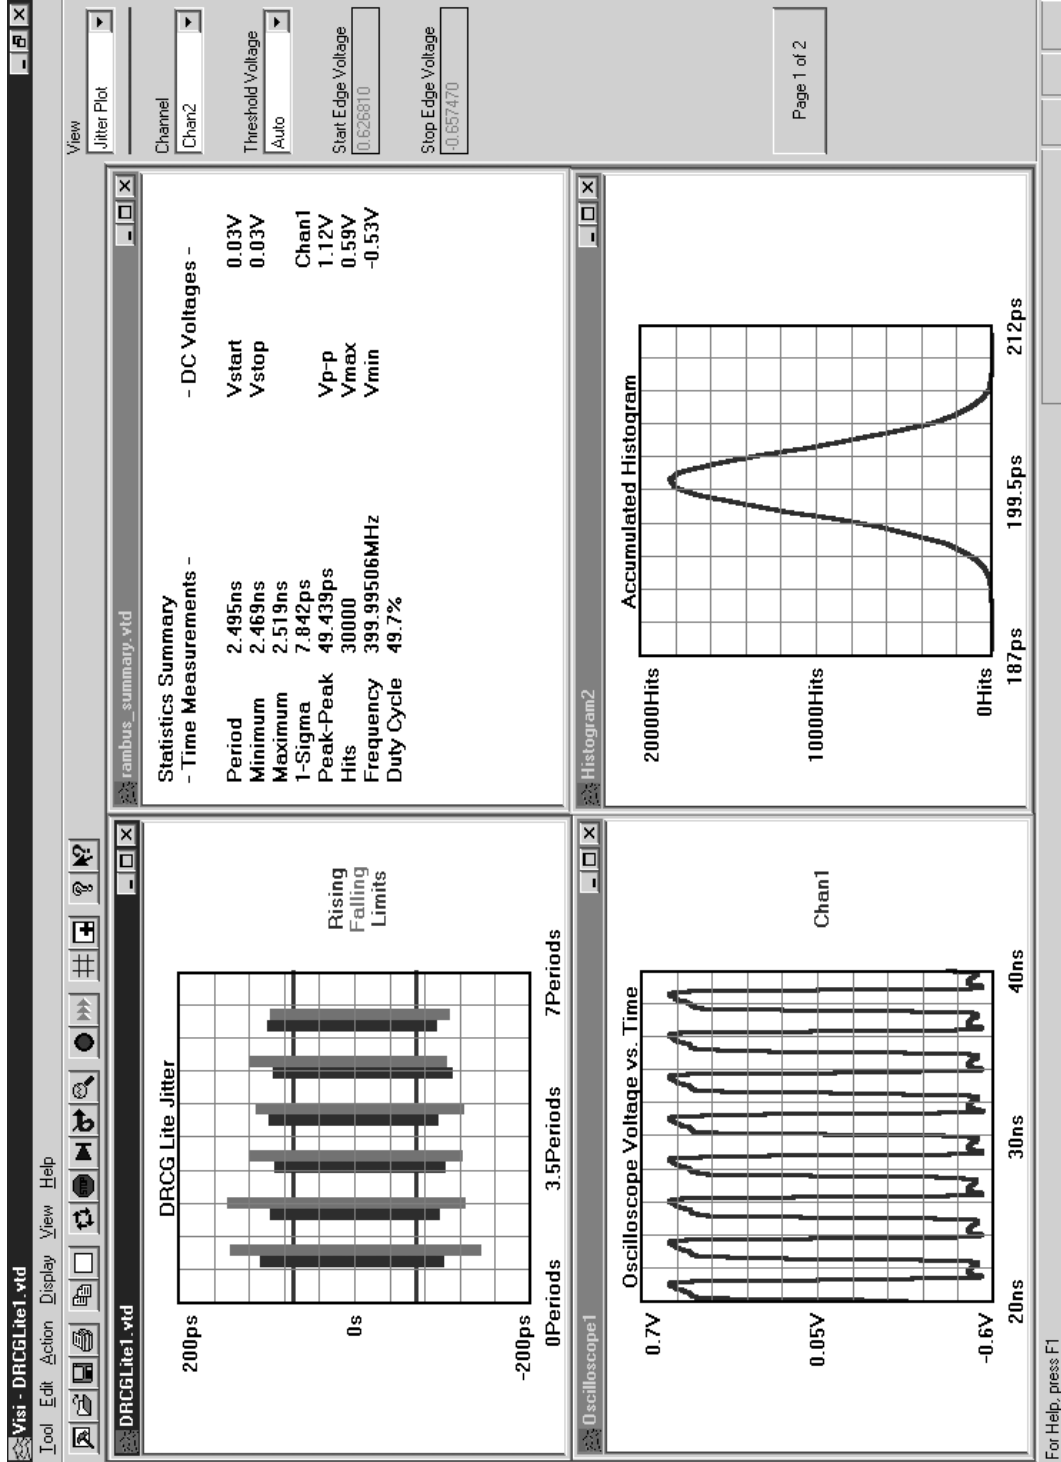 Visi - DRCGLite1.vtd
Tool Edit Action Display View Help
STOP
DRCGLite1.vtd
DRCG Lite Jitter
200ps
0s
-200ps
0Periods 3.5Periods 7Periods
Rising
Falling
Limits
rambus_summary.vtd
Statistics Summary
- Time Measurements - - DC Voltages -
Period 2.495ns Vstart 0.03V
Minimum 2.469ns Vstop 0.03V
Maximum 2.519ns
1-Sigma 7.842ps Chan1
Peak-Peak 49.439ps Vp-p 1.12V
Hits 30000 Vmax 0.59V
Frequency 399.99506MHz Vmin -0.53V
Duty Cycle 49.7%
Oscilloscope1
Oscilloscope Voltage vs. Time
0.7V
0.05V
-0.6V
20ns 30ns 40ns
Chan1
Histogram2
Accumulated Histogram
20000Hits
10000Hits
0Hits
187ps 199.5ps 212ps
View
Jitter Plot
Channel
Chan2
Threshold Voltage
Auto
Start Edge Voltage
0.626810
Stop Edge Voltage
-0.657470
Page 1 of 2
For Help, press F1